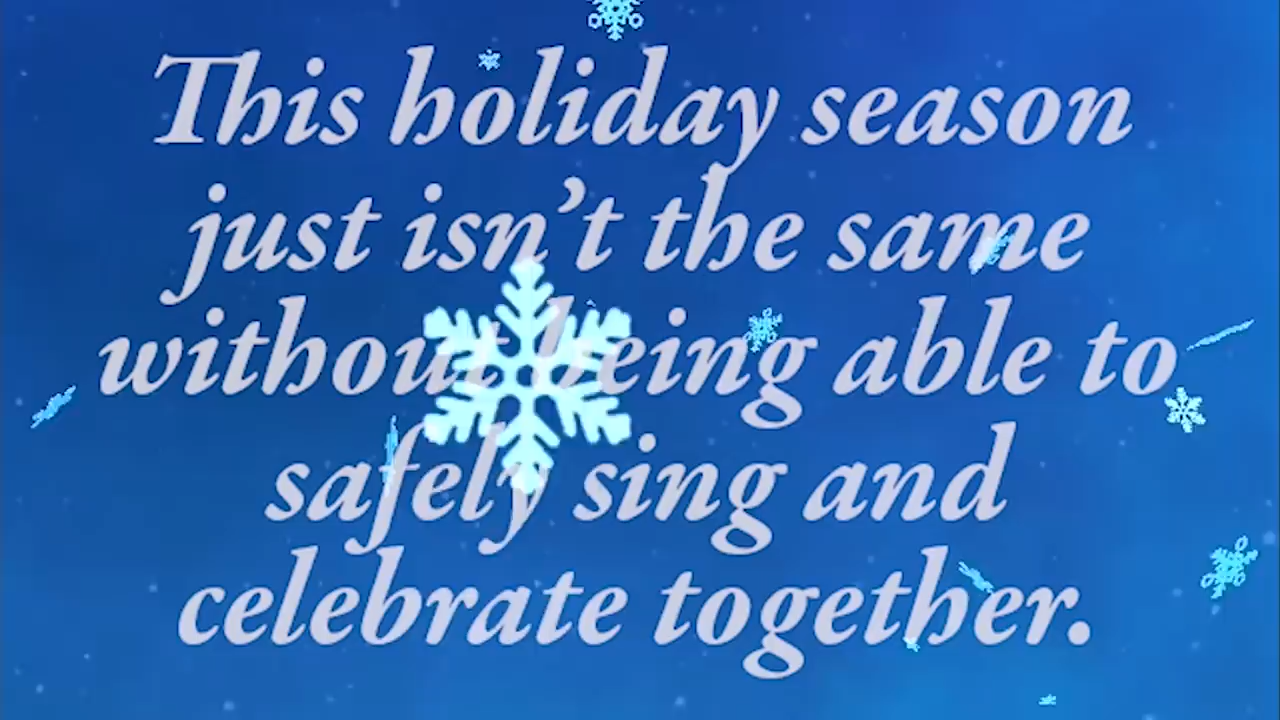 This holiday season
just isn’t the same
without being able to
safely sing and
celebrate together.